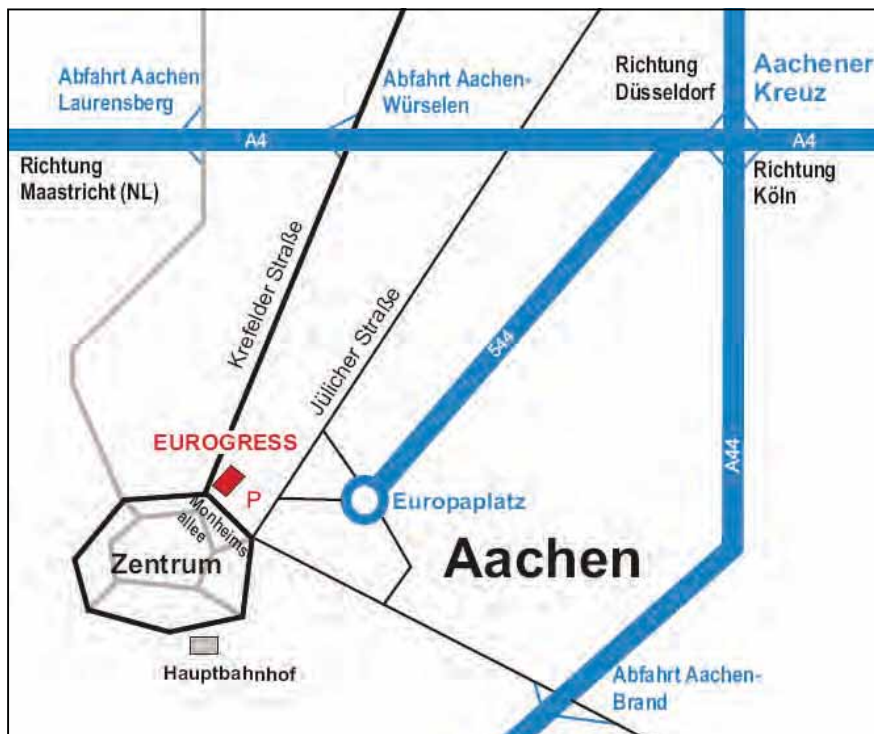 Abfahrt Aachen
Laurensberg
Abfahrt Aachen-
Würselen
Richtung
Düsseldorf
Aachener
Kreuz
A4
A4
Richtung
Maastricht (NL)
Richtung
Köln
Krefelder Straße
Jülicher Straße
544
A44
EUROGRESS
P
Europaplatz
Monheims
allee
Zentrum
Aachen
Hauptbahnhof
Abfahrt Aachen-
Brand